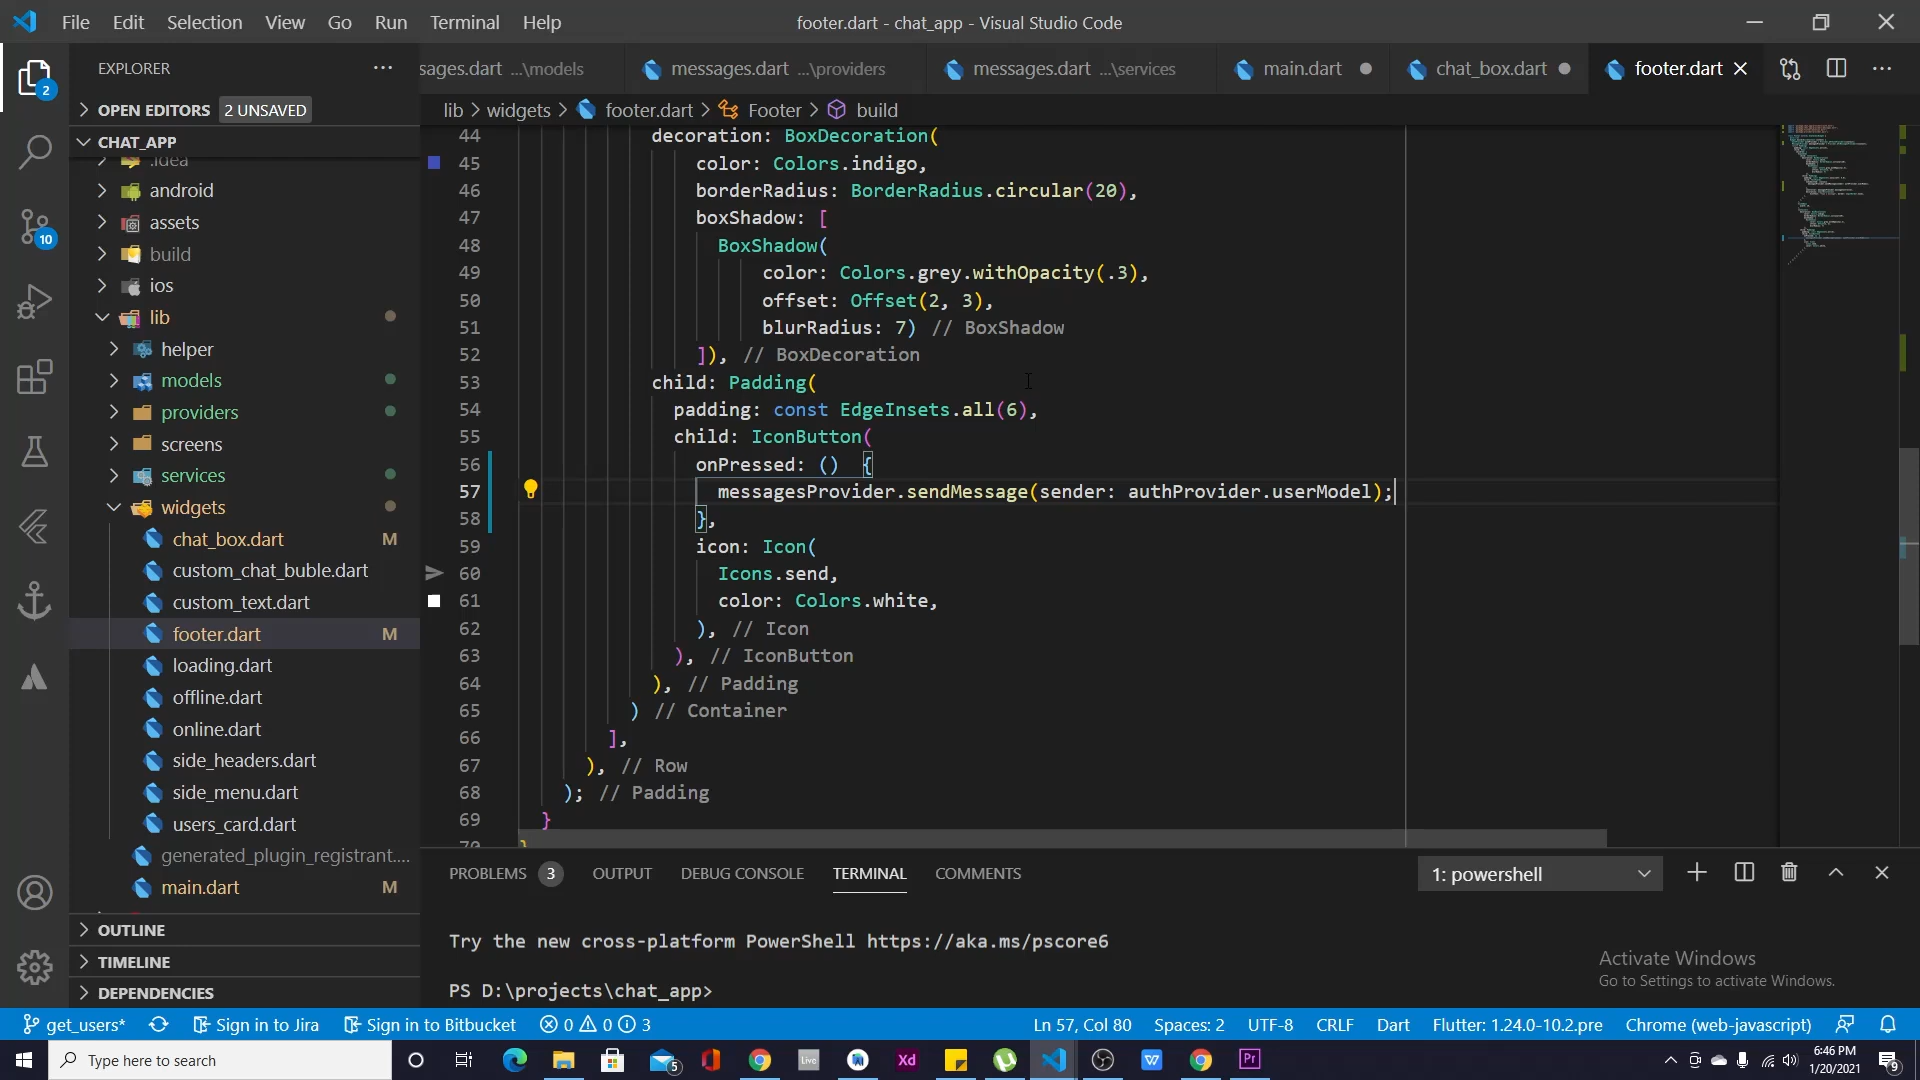 File Edit Selection View Go Run Terminal Help
footer.dart - chat_app - Visual Studio Code
EXPLORER
sages.dart ...\models
messages.dart ...\providers
messages.dart ...\services
main.dart
chat_box.dart
footer.dart
2
OPEN EDITORS 2 UNSAVED
lib > widgets > footer.dart > Footer > build
CHAT_APP
.idea
android
assets
build
ios
lib
helper
models
providers
screens
services
widgets
chat_box.dart M
custom_chat_buble.dart
custom_text.dart
footer.dart M
loading.dart
offline.dart
online.dart
side_headers.dart
side_menu.dart
users_card.dart
generated_plugin_registrant....
main.dart M
OUTLINE
TIMELINE
DEPENDENCIES
10
44 decoration: BoxDecoration(
45 color: Colors.indigo,
46 borderRadius: BorderRadius.circular(20),
47 boxShadow: [
48 BoxShadow(
49 color: Colors.grey.withOpacity(.3),
50 offset: Offset(2, 3),
51 blurRadius: 7) // BoxShadow
52 ]), // BoxDecoration
53 child: Padding(
54 padding: const EdgeInsets.all(6),
55 child: IconButton(
56 onPressed: () {
57 messagesProvider.sendMessage(sender: authProvider.userModel);
58 },
59 icon: Icon(
60 Icons.send,
61 color: Colors.white,
62 ), // Icon
63 ), // IconButton
64 ), // Padding
65 ) // Container
66 ],
67 ), // Row
68 ); // Padding
69 }
70 }
PROBLEMS 3 OUTPUT DEBUG CONSOLE TERMINAL COMMENTS
1: powershell
Try the new cross-platform PowerShell https://aka.ms/pscore6
PS D:\projects\chat_app>
Activate Windows
Go to Settings to activate Windows.
get_users* Sign in to Jira Sign in to Bitbucket 0 0 3
Ln 57, Col 80 Spaces: 2 UTF-8 CRLF Dart Flutter: 1.24.0-10.2.pre Chrome (web-javascript)
Type here to search
5
Live
Xd
Pr
6:46 PM
1/20/2021
9